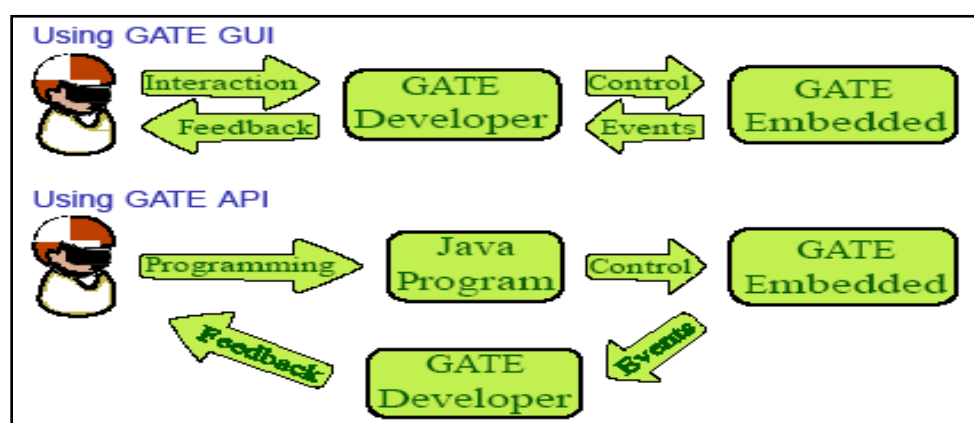 Using GATE GUI
Interaction
GATE
Developer
Control
GATE
Embedded
Feedback
Events
Using GATE API
Programming
Java
Program
Control
GATE
Embedded
Feedback
Events
GATE
Developer